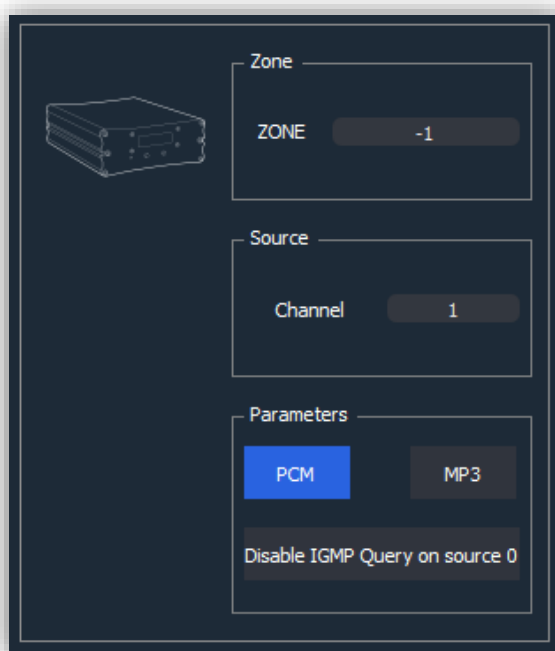 Zone
ZONE -1
Source
Channel 1
Parameters
PCM MP3
Disable IGMP Query on source 0